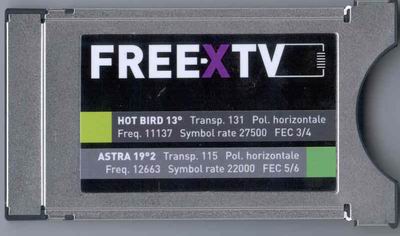 FREE-XTV
HOT BIRD 13° Transp. 131 Pol. horizontale
Freq. 11137 Symbol rate 27500 FEC 3/4
ASTRA 19°2 Transp. 115 Pol. horizontale
Freq. 12663 Symbol rate 22000 FEC 5/6